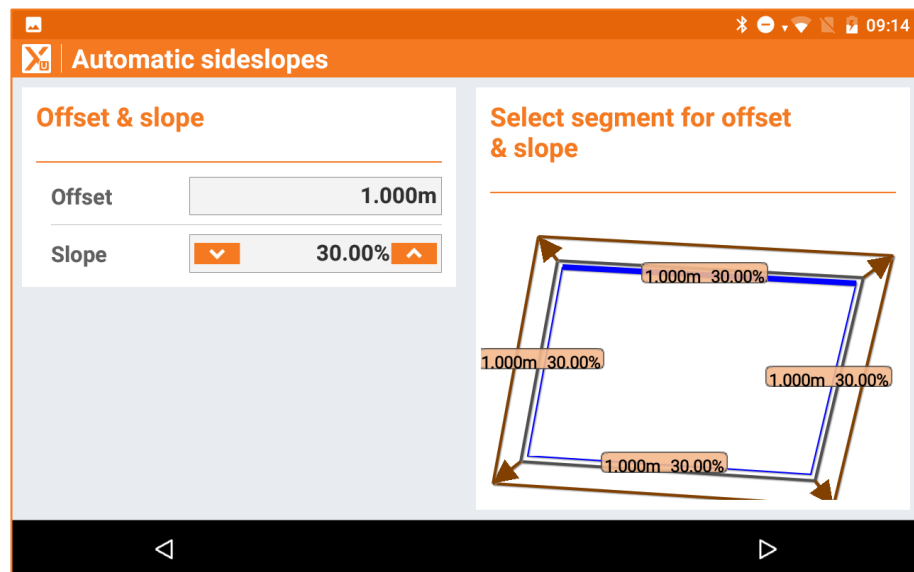 09:14
XU Automatic sideslopes
Offset & slope
Offset 1.000m
Slope 30.00%
Select segment for offset
& slope
1.000m 30.00%
1.000m 30.00%
1.000m 30.00%
1.000m 30.00%